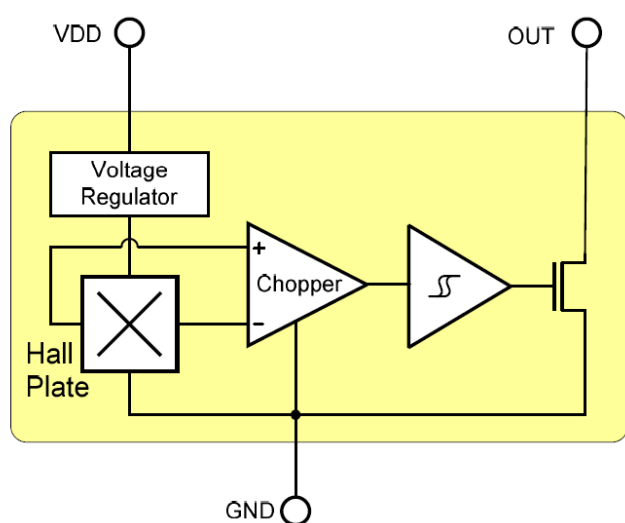 VDD
OUT
Voltage
Regulator
+
Chopper
−
Hall
Plate
GND